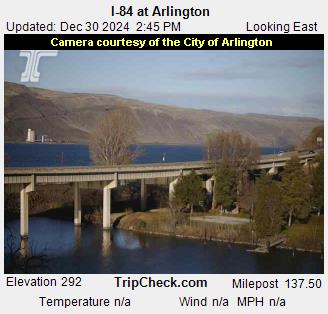 I-84 at Arlington
Updated: Dec 30 2024 2:45 PM Looking East
Camera courtesy of the City of Arlington
Elevation 292 TripCheck.com Milepost 137.50
Temperature n/a Wind n/a MPH n/a